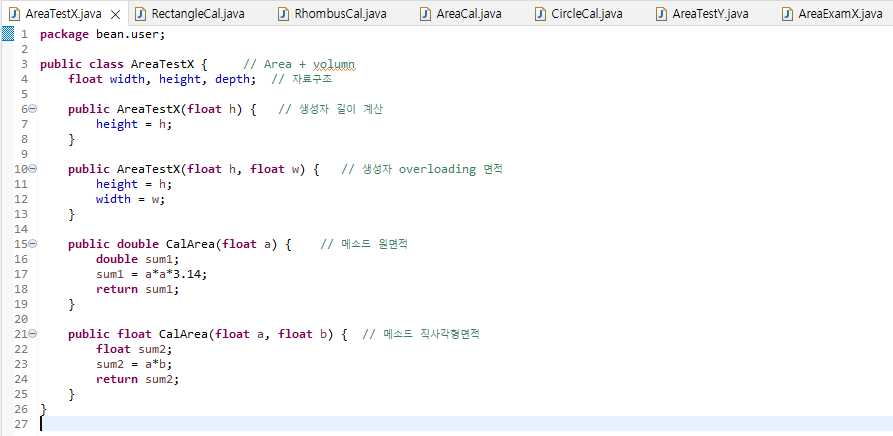 AreaTestX.java RectangleCal.java RhombusCal.java AreaCal.java CircleCal.java AreaTestY.java AreaExamX.java
1 package bean.user;
2
3 public class AreaTestX {     // Area + volumn
4     float width, height, depth;  // 자료구조
5
6     public AreaTestX(float h) {   // 생성자 길이 계산
7         height = h;
8     }
9
10     public AreaTestX(float h, float w) {   // 생성자 overloading 면적
11         height = h;
12         width = w;
13     }
14
15     public double CalArea(float a) {    // 메소드 원면적
16         double sum1;
17         sum1 = a*a*3.14;
18         return sum1;
19     }
20
21     public float CalArea(float a, float b) {  // 메소드 직사각형면적
22         float sum2;
23         sum2 = a*b;
24         return sum2;
25     }
26 }
27